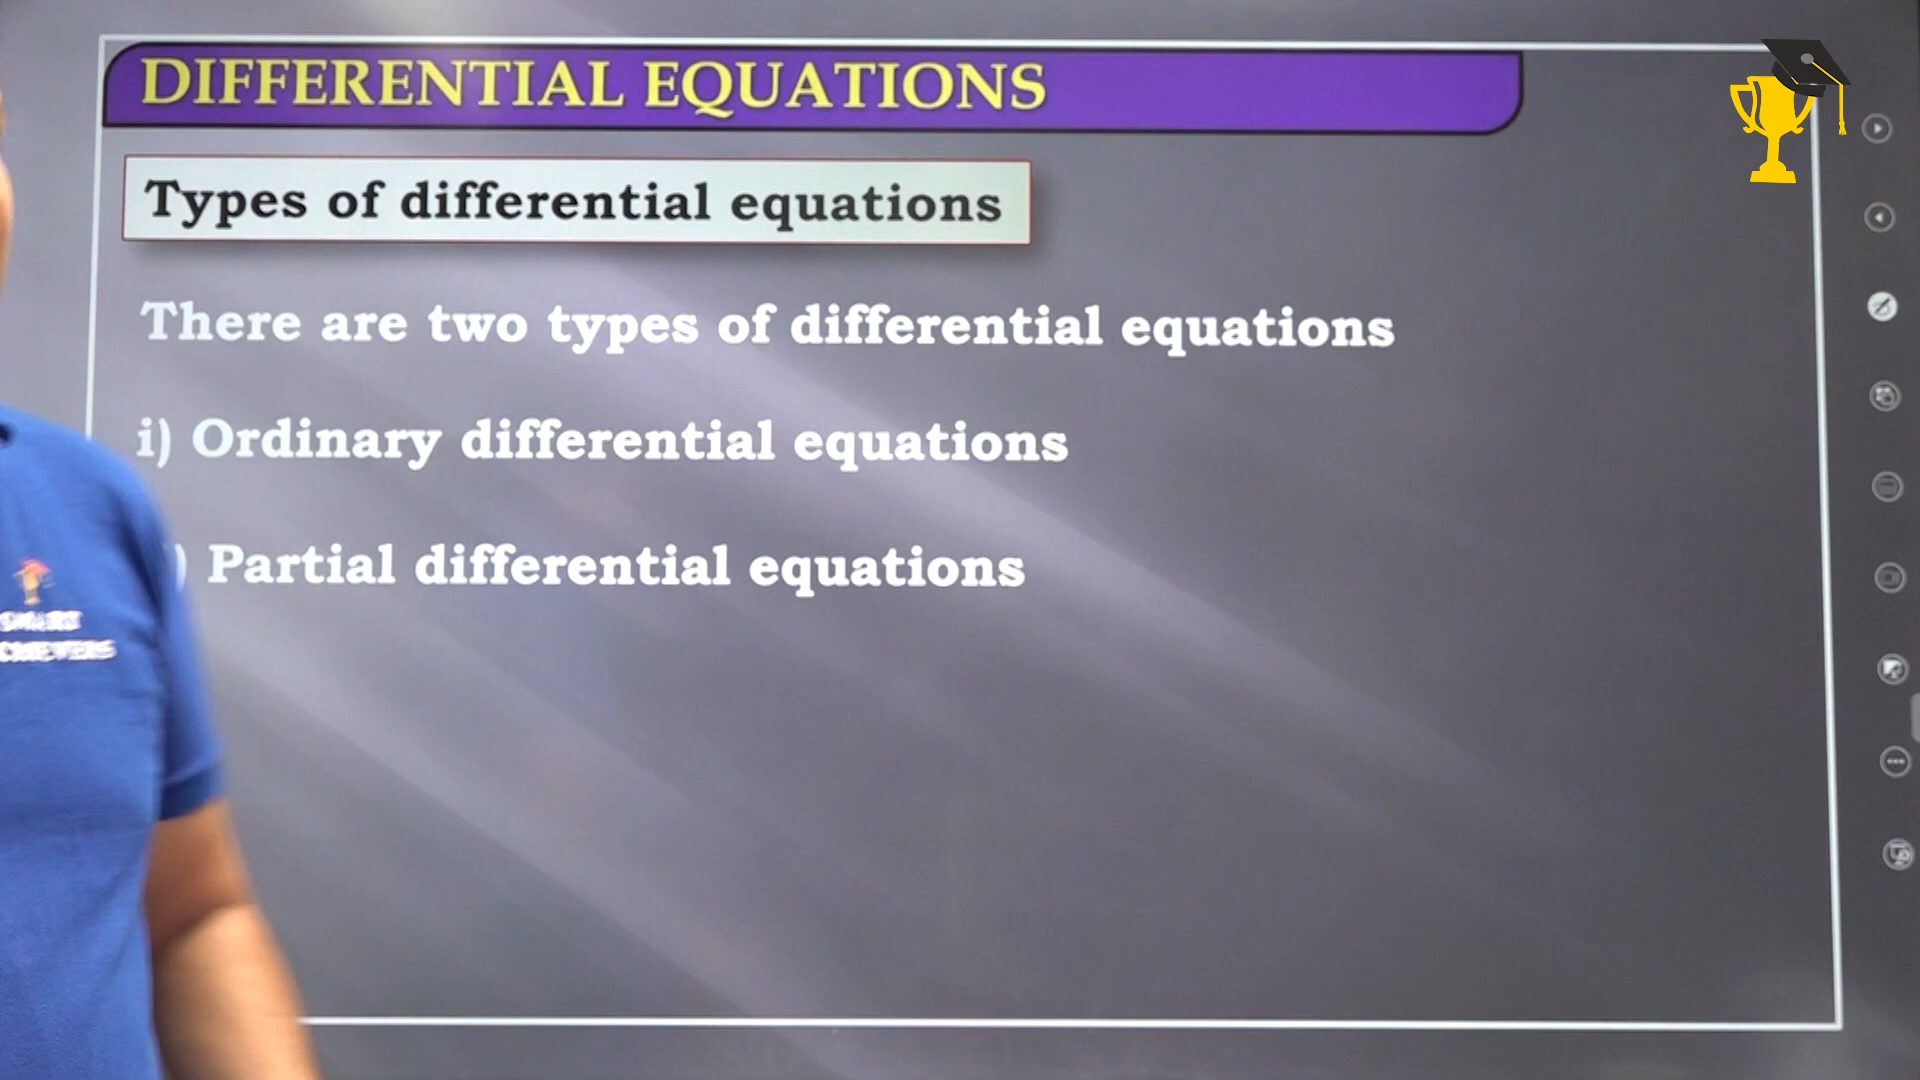 DIFFERENTIAL EQUATIONS
Types of differential equations
There are two types of differential equations
i) Ordinary differential equations
) Partial differential equations
SMART